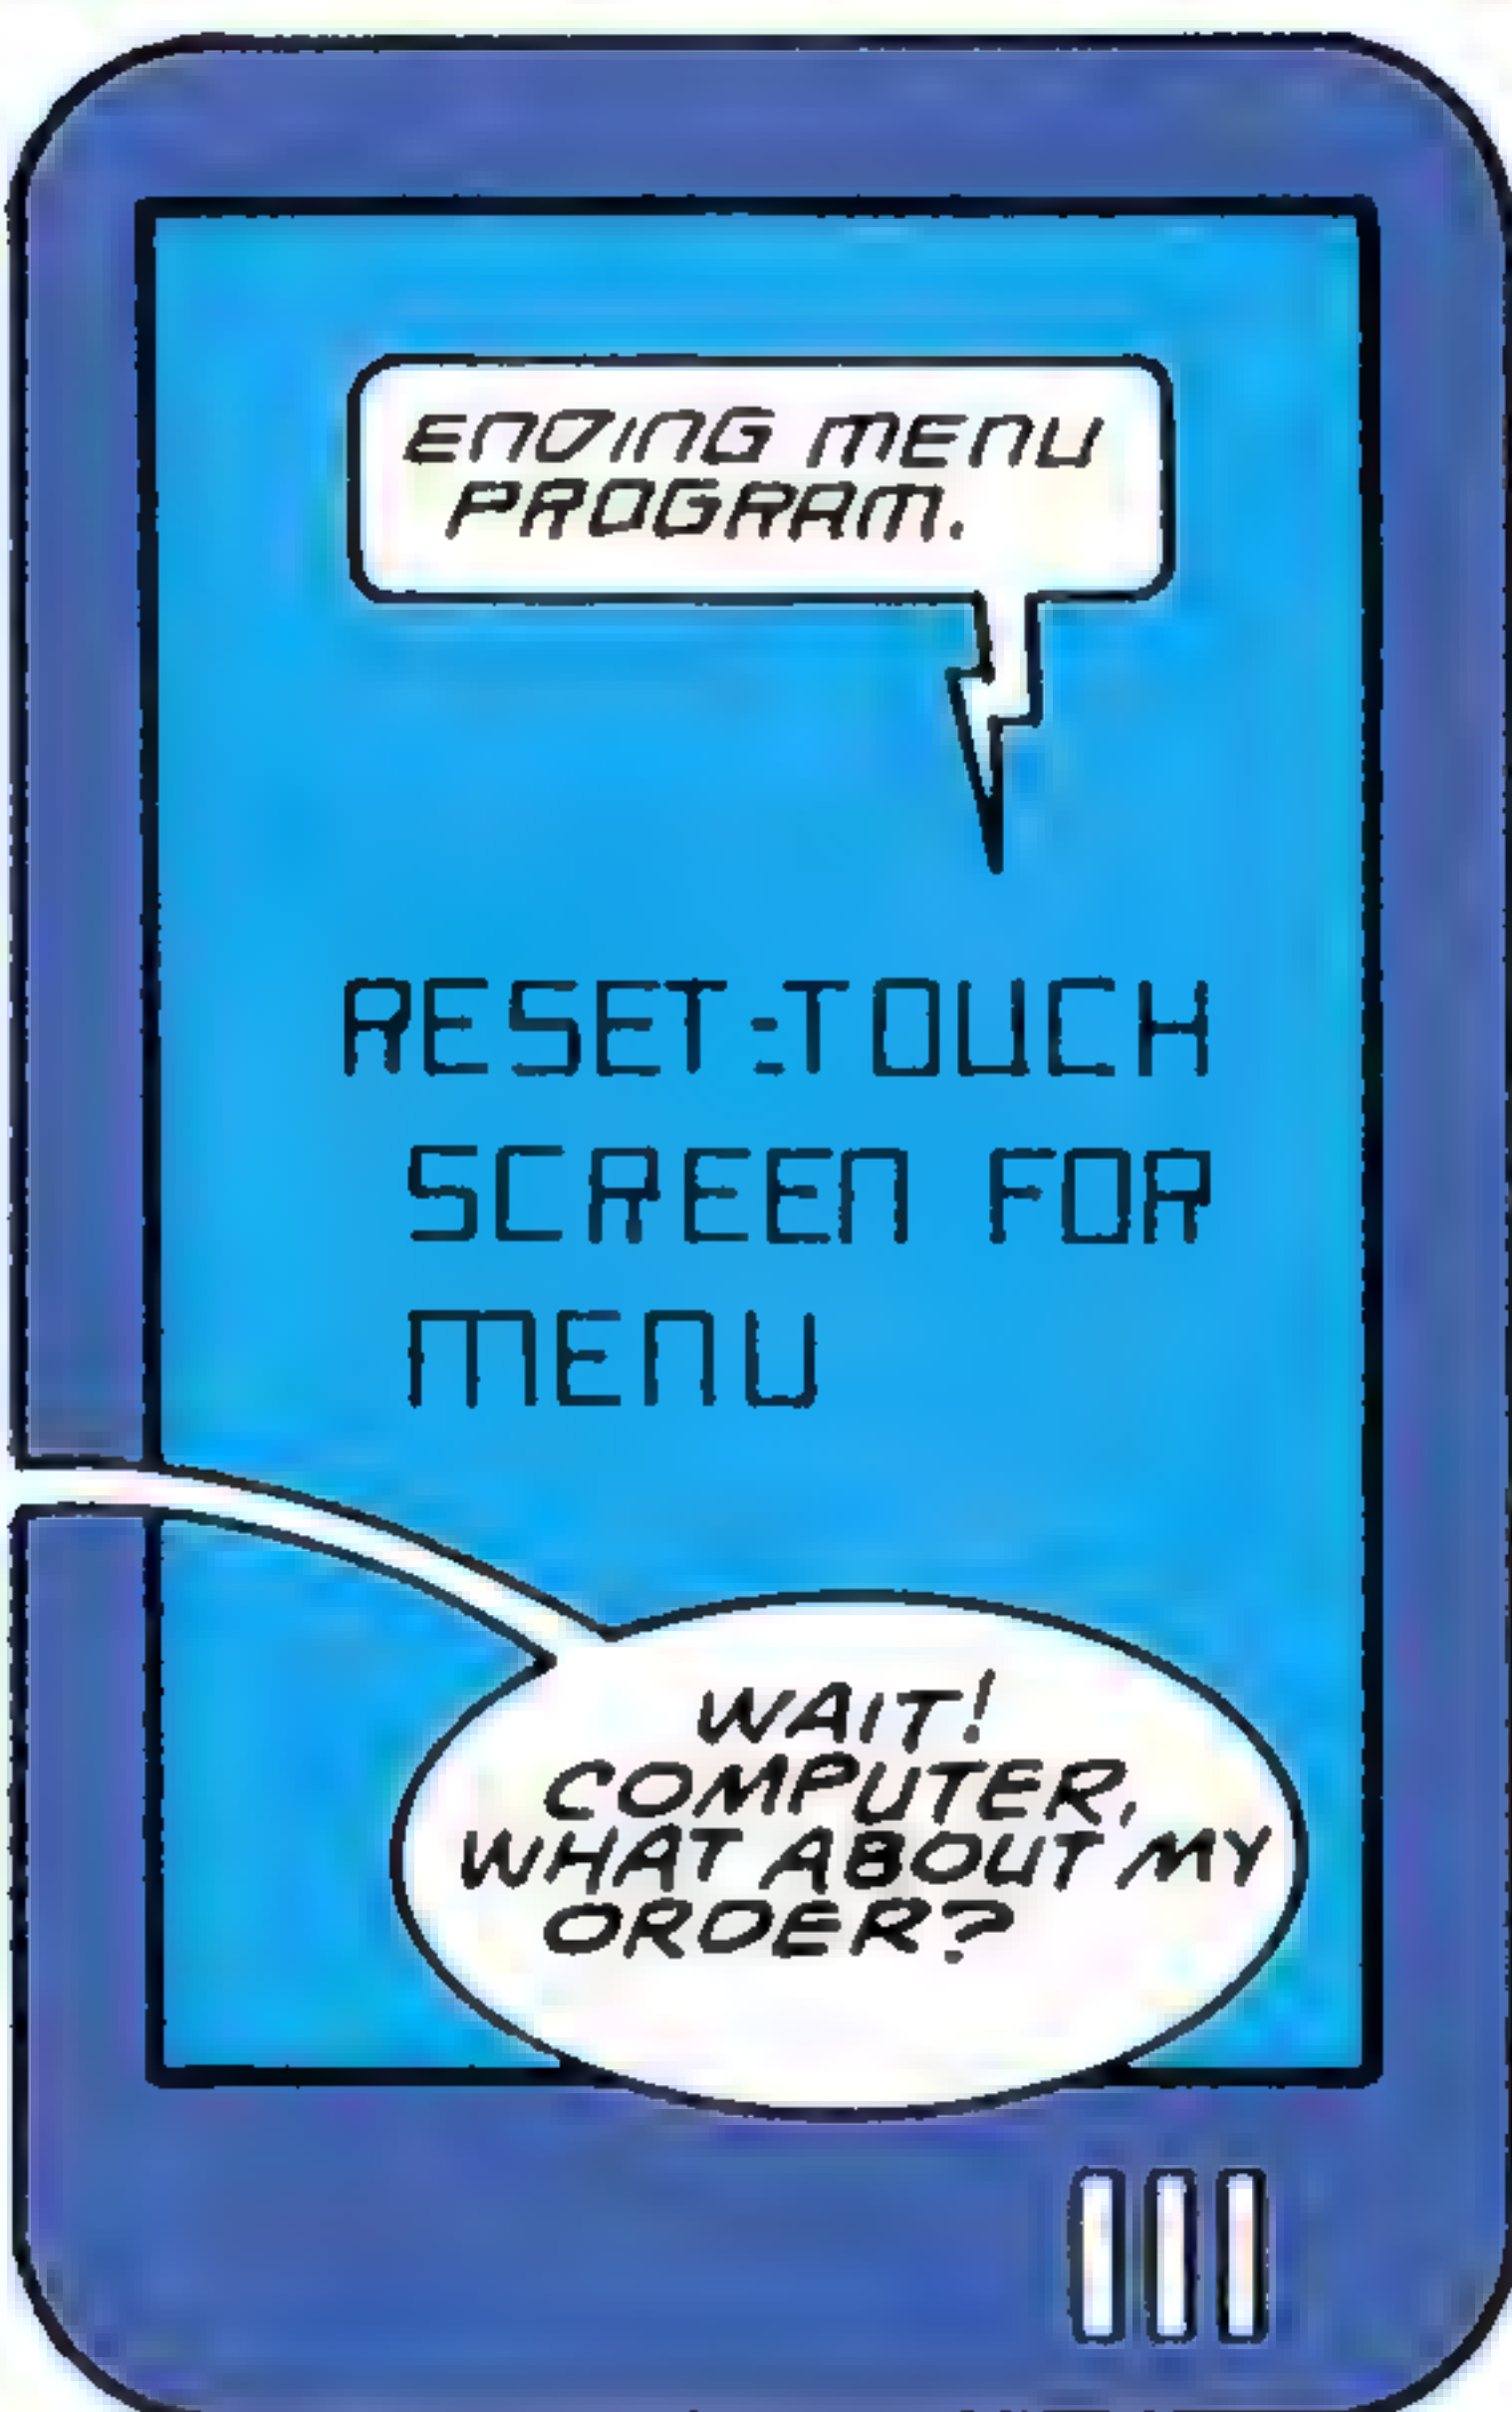 ENDING MENU
PROGRAM.
RESET:TOUCH
SCREEN FOR
MENU
WAIT!
COMPUTER,
WHAT ABOUT MY
ORDER?